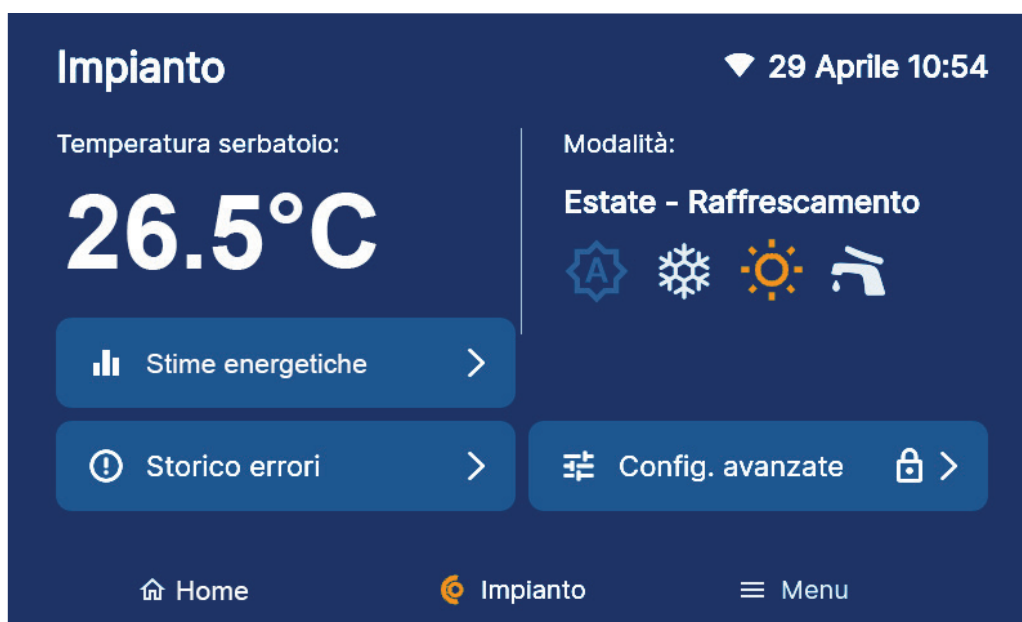 Impianto
29 Aprile 10:54
Temperatura serbatoio:
26.5°C
Modalità:
Estate - Raffrescamento
A
Stime energetiche
Storico errori
Config. avanzate
Home
Impianto
Menu